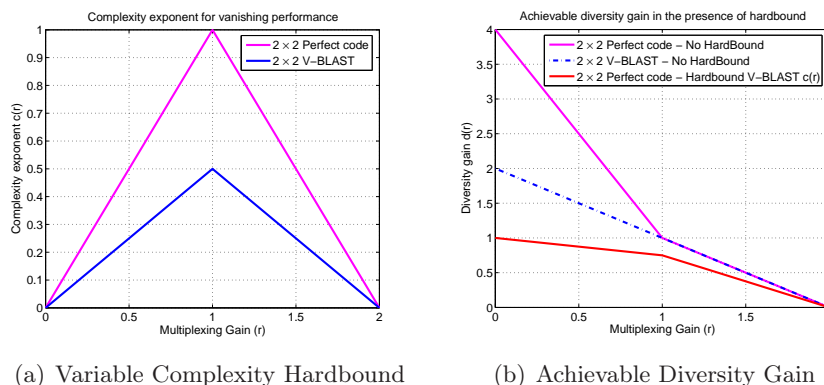 Complexity exponent for vanishing performance
1
0.9
0.8
0.7
0.6
0.5
0.4
0.3
0.2
0.1
0
Complexity exponent c(r)
2 × 2 Perfect code
2 × 2 V−BLAST
0 0.5 1 1.5 2
Multiplexing Gain (r)
(a) Variable Complexity Hardbound
Achievable diversity gain in the presence of hardbound
4
3.5
3
2.5
2
1.5
1
0.5
0
Diversity gain d(r)
2 × 2 Perfect code − No HardBound
2 × 2 V−BLAST − No HardBound
2 × 2 Perfect code − Hardbound V−BLAST c(r)
0 0.5 1 1.5
Multiplexing Gain (r)
(b) Achievable Diversity Gain